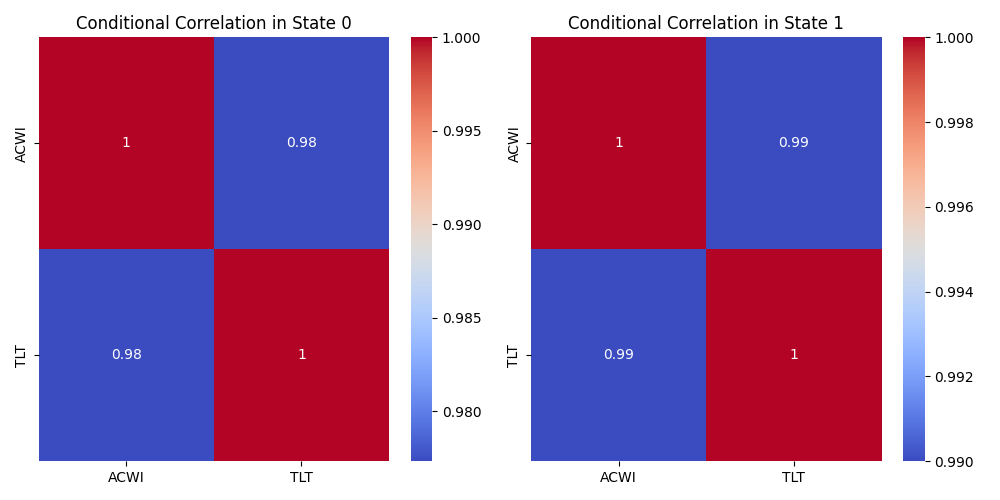 Conditional Correlation in State 0
ACWI
TLT
1
0.98
0.98
1
ACWI
TLT
1.000
0.995
0.990
0.985
0.980
Conditional Correlation in State 1
ACWI
TLT
1
0.99
0.99
1
ACWI
TLT
1.000
0.998
0.996
0.994
0.992
0.990